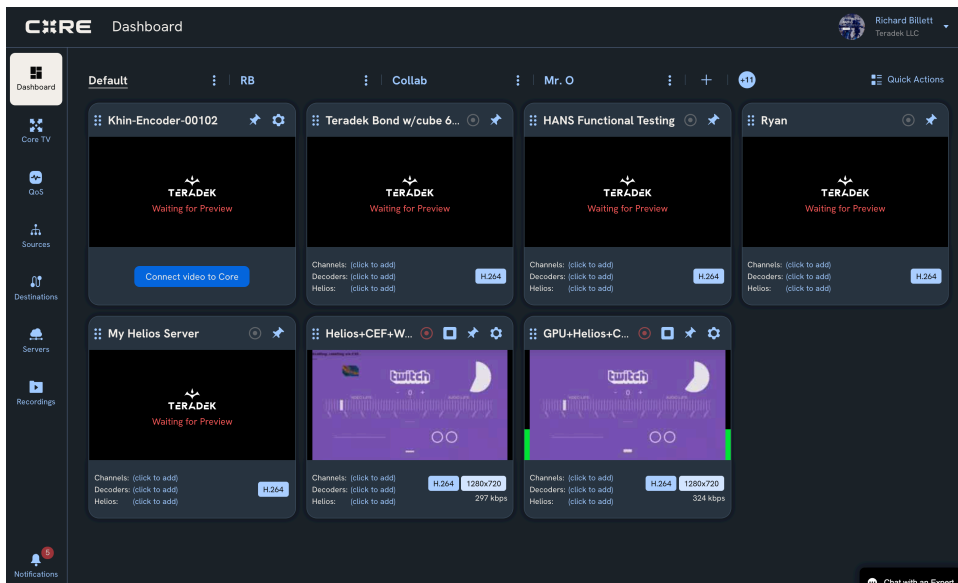 CORE
Dashboard
Richard Billett
Teradek LLC
Dashboard
Core TV
QoS
Sources
Destinations
Servers
Recordings
5
Notifications
Default
RB
Collab
Mr. O
+11
Quick Actions
Khin-Encoder-00102
TERADEK
Waiting for Preview
Connect video to Core
Teradek Bond w/cube 6...
TERADEK
Waiting for Preview
Channels: (click to add)
Decoders: (click to add)
Helios: (click to add)
H.264
HANS Functional Testing
TERADEK
Waiting for Preview
Channels: (click to add)
Decoders: (click to add)
Helios: (click to add)
H.264
Ryan
TERADEK
Waiting for Preview
Channels: (click to add)
Decoders: (click to add)
Helios: (click to add)
H.264
My Helios Server
TERADEK
Waiting for Preview
Channels: (click to add)
Decoders: (click to add)
Helios: (click to add)
H.264
Helios+CEF+W...
twitch
Channels: (click to add)
Decoders: (click to add)
Helios: (click to add)
H.264
1280x720
297 kbps
GPU+Helios+C...
twitch
Channels: (click to add)
Decoders: (click to add)
Helios: (click to add)
H.264
1280x720
324 kbps
Chat with an Expert